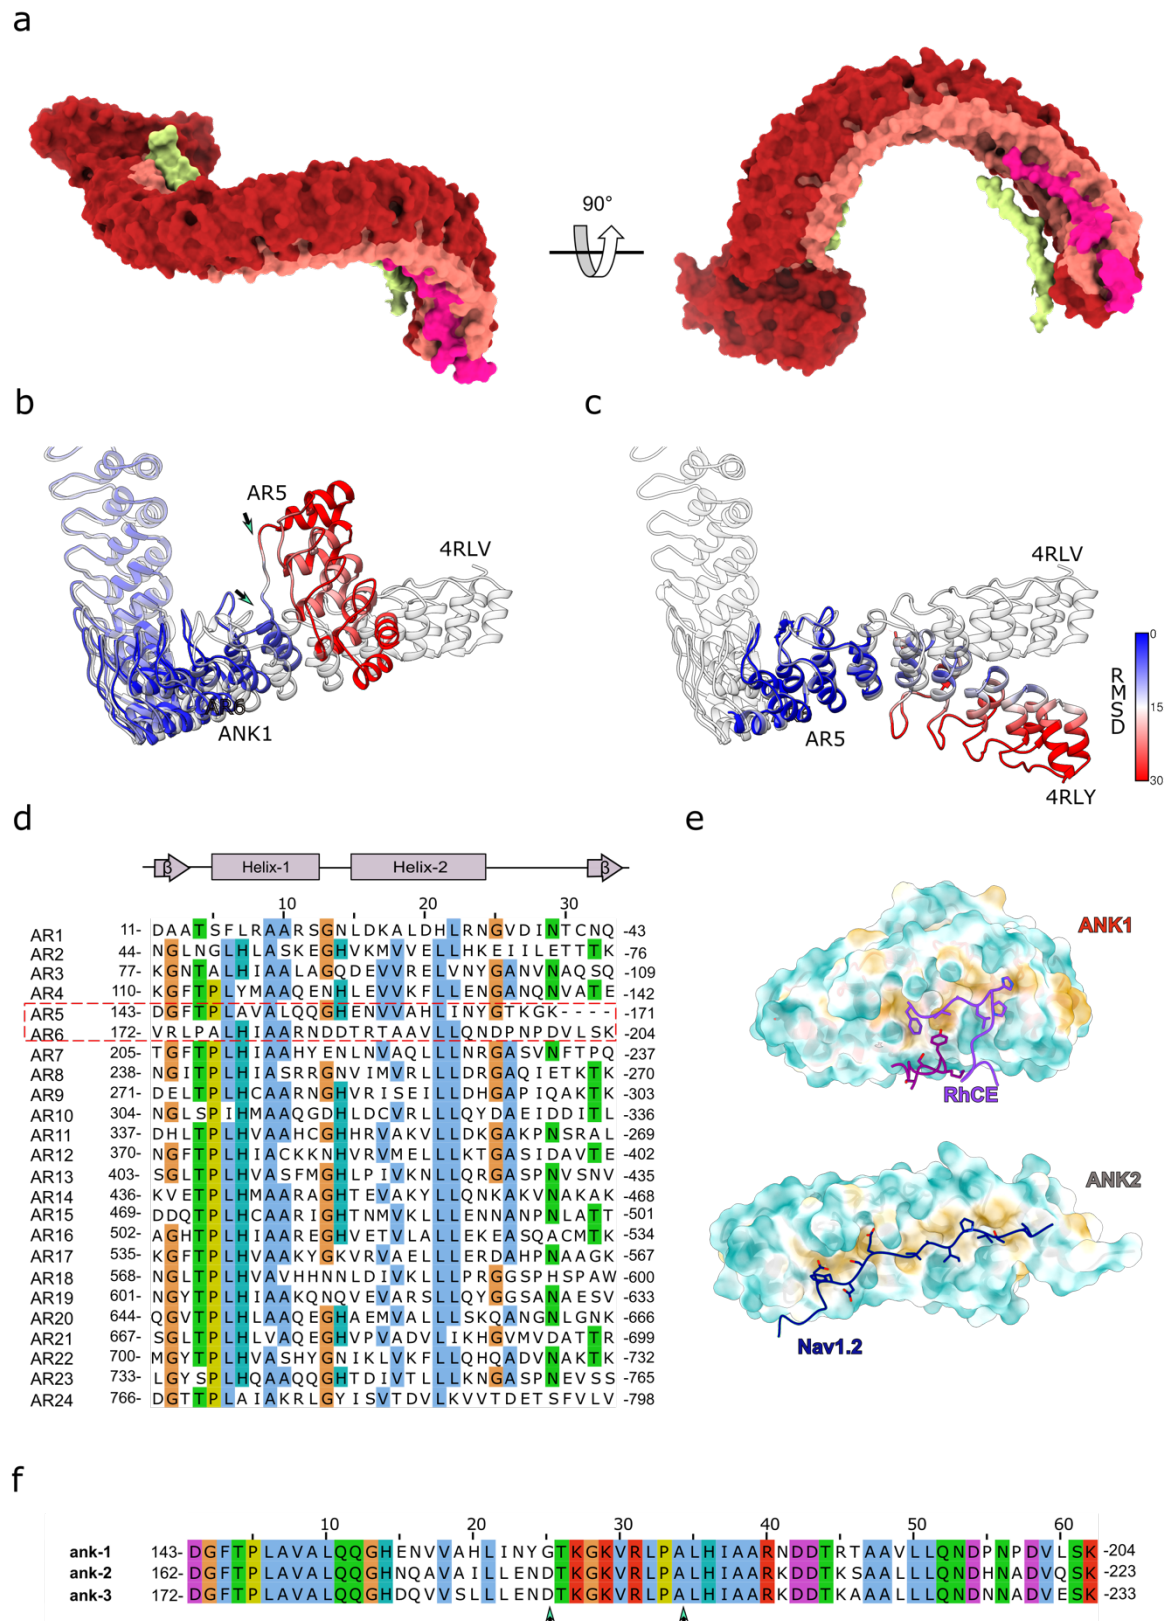 a
90°
b
c
AR5
4RLV
AR6
ANK1
4RLV
AR5
4RLY
RMSD
0
15
30
d
e
β Helix-1 Helix-2 β
10 20 30
AR1 11- DAATSFLRAARSGNLDKALDHLRNGVDINTCNQ -43
AR2 44- NGLNGLHLASKEGHVKMVVELLHKEIILETTTK -76
AR3 77- KGNTALHIAALAGQDEVVRELVNYGANVNAQSQ -109
AR4 110- KGFTPLYMAAQENHLEVVKFLLENGANQNVATE -142
AR5 143- DGFTPLAVALQQGHENVVAHLINYGTKGK---- -171
AR6 172- VRLPALHIAARNDDTRTAAVLLQNDPNPDVLSK -204
AR7 205- TGFTPLHIAAHYENLNVAQLLLNRGASVNFTPQ -237
AR8 238- NGITPLHIASRRGNVIMVRLLLDRGAQIETKTK -270
AR9 271- DELTPLHCAARNGHVRISEILLDHGAPIQAKTK -303
AR10 304- NGLSPIHMAAQGDHLDCVRLLLQYDAEIDDITL -336
AR11 337- DHLTPLHVAAHCGHHRVAKVLLDKGAKPNSRAL -269
AR12 370- NGFTPLHIACKKNHVRVMELLLKTGASIDAVTE -402
AR13 403- SGLTPLHVASFMGHLPIVKNLLQRGASPNVSNV -435
AR14 436- KVETPLHMAARAGHTEVAKYLLQNKAKVNAKAK -468
AR15 469- DDQTPLHCAARIGHTNMVKLLLENNANPNLATT -501
AR16 502- AGHTPLHIAAREGHVETVLALLEKEASQACMTK -534
AR17 535- KGFTPLHVAAKYGKVRVAELLLERDAHPNAAGK -567
AR18 568- NGLTPLHVAVHHNNLDIVKLLLPRGGSPHSPAW -600
AR19 601- NGYTPLHIAAKQNQVEVARSLLQYGGSANAESV -633
AR20 644- QGVTPLHLAAQEGHAEMVALLLSKQANGNLGNK -666
AR21 667- SGLTPLHLVAQEGHVPVADVLIKHGVMVDATTR -699
AR22 700- MGYTPLHVASHYGNIKLVKFLLQHQADVNAKTK -732
AR23 733- LGYSPLHQAAQQGHTDIVTLLLKNGASPNEVSS -765
AR24 766- DGTTPLAIAKRLGYISVTDVLKVVTDETSFVLV -798
ANK1
RhCE
ANK2
Nav1.2
f
10 20 30 40 50 60
ank-1 143- DGFTPLAVALQQGHENVVAHLINYGTKGKVRLPALHIAARNDDTRTAAVLLQNDPNPDVLSK -204
ank-2 162- DGFTPLAVALQQGHNQAVAILLENDTKGKVRLPALHIAARKDDTKSAALLLQNDHNADVQSK -223
ank-3 172- DGFTPLAVALQQGHDQVVSLLLENDTKGKVRLPALHIAARKDDTKAAALLLQNDNNADVESK -233